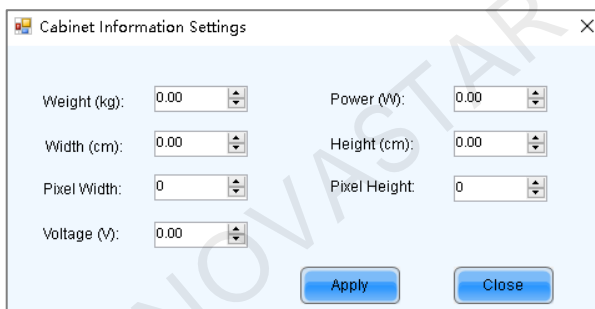 Cabinet Information Settings
Weight (kg): 0.00 Power (W): 0.00
Width (cm): 0.00 Height (cm): 0.00
Pixel Width: 0 Pixel Height: 0
Voltage (V): 0.00
Apply Close
NOVASTAR